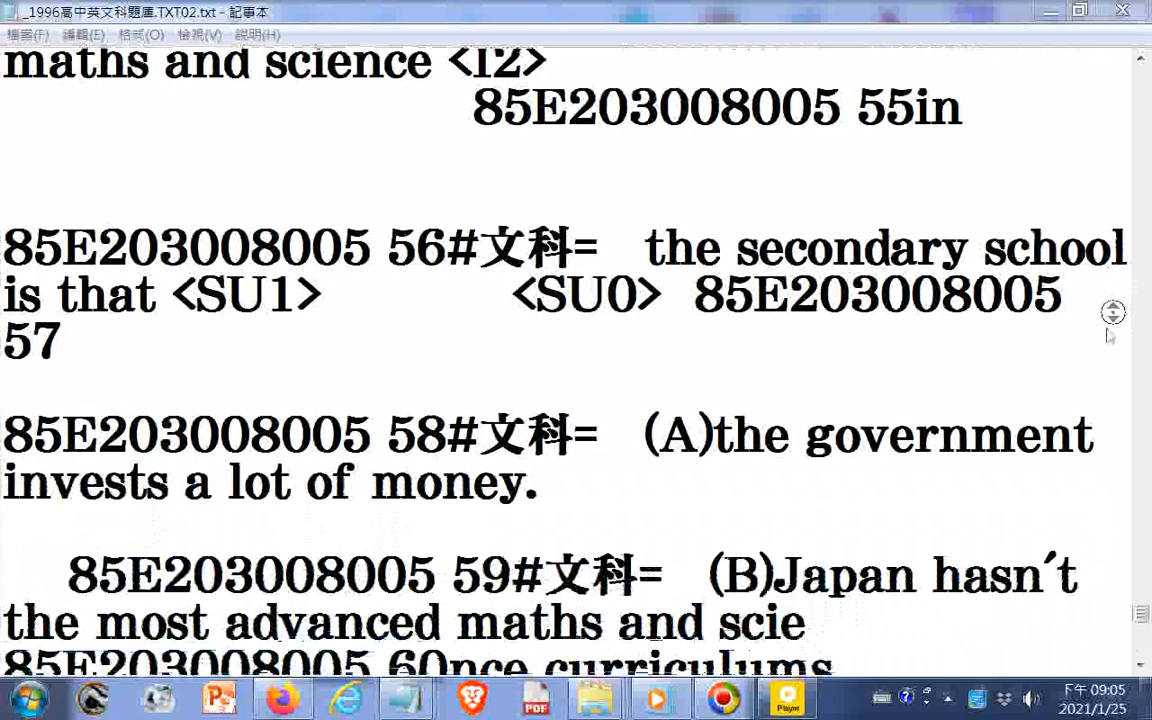 _1996高中英文科題庫.TXT02.txt - 記事本
檔案(F) 編輯(E) 格式(O) 檢視(V) 說明(H)
maths and science <I2>
85E203008005 55in
85E203008005 56#文科= the secondary school
is that <SU1> <SU0> 85E203008005
57
85E203008005 58#文科= (A)the government
invests a lot of money.
85E203008005 59#文科= (B)Japan hasn't
the most advanced maths and scie
85E203008005 60nce curriculums
PDF
Player
下午 09:05
2021/1/25